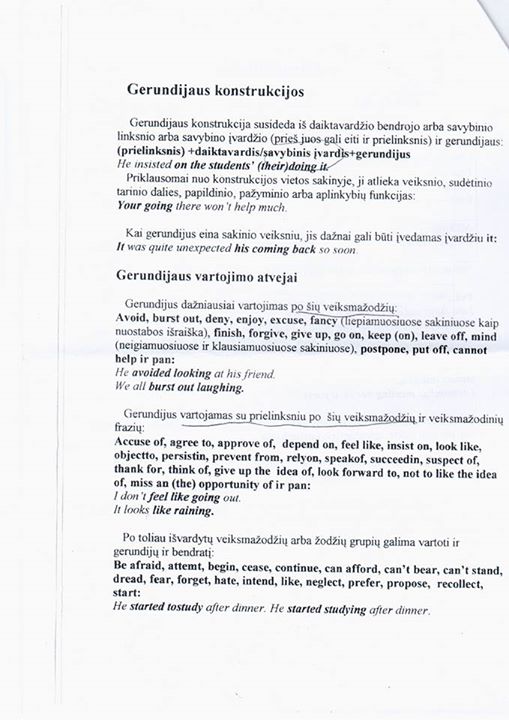 Gerundijaus konstrukcijos
Gerundijaus konstrukcija susideda iš daiktavardžio bendrojo arba savybinio
linksnio arba savybino įvardžio (prieš juos gali eiti ir prielinksnis) ir gerundijaus:
(prielinksnis) +daiktavardis/savybinis įvardis+gerundijus
He insisted on the students' (their)doing it.
Priklausomai nuo konstrukcijos vietos sakinyje, ji atlieka veiksnio, sudėtinio
tarinio dalies, papildinio, pažyminio arba aplinkybių funkcijas:
Your going there won't help much.
Kai gerundijus eina sakinio veiksniu, jis dažnai gali būti įvedamas įvardžiu it:
It was quite unexpected his coming back so soon.
Gerundijaus vartojimo atvejai
Gerundijus dažniausiai vartojimas po šių veiksmažodžių:
Avoid, burst out, deny, enjoy, excuse, fancy (liepiamuosiuose sakiniuose kaip
nuostabos išraiška), finish, forgive, give up, go on, keep (on), leave off, mind
(neigiamuosiuose ir klausiamuosiuose sakiniuose), postpone, put off, cannot
help ir pan:
He avoided looking at his friend.
We all burst out laughing.
Gerundijus vartojamas su prielinksniu po šių veiksmažodžių ir veiksmažodinių
frazių:
Accuse of, agree to, approve of, depend on, feel like, insist on, look like,
objectto, persistin, prevent from, relyon, speakof, succeedin, suspect of,
thank for, think of, give up the idea of, look forward to, not to like the idea
of, miss an (the) opportunity of ir pan:
I don't feel like going out.
It looks like raining.
Po toliau išvardytų veiksmažodžių arba žodžių grupių galima vartoti ir
gerundijų ir bendratį:
Be afraid, attemt, begin, cease, continue, can afford, can't bear, can't stand,
dread, fear, forget, hate, intend, like, neglect, prefer, propose, recollect,
start:
He started tostudy after dinner. He started studying after dinner.